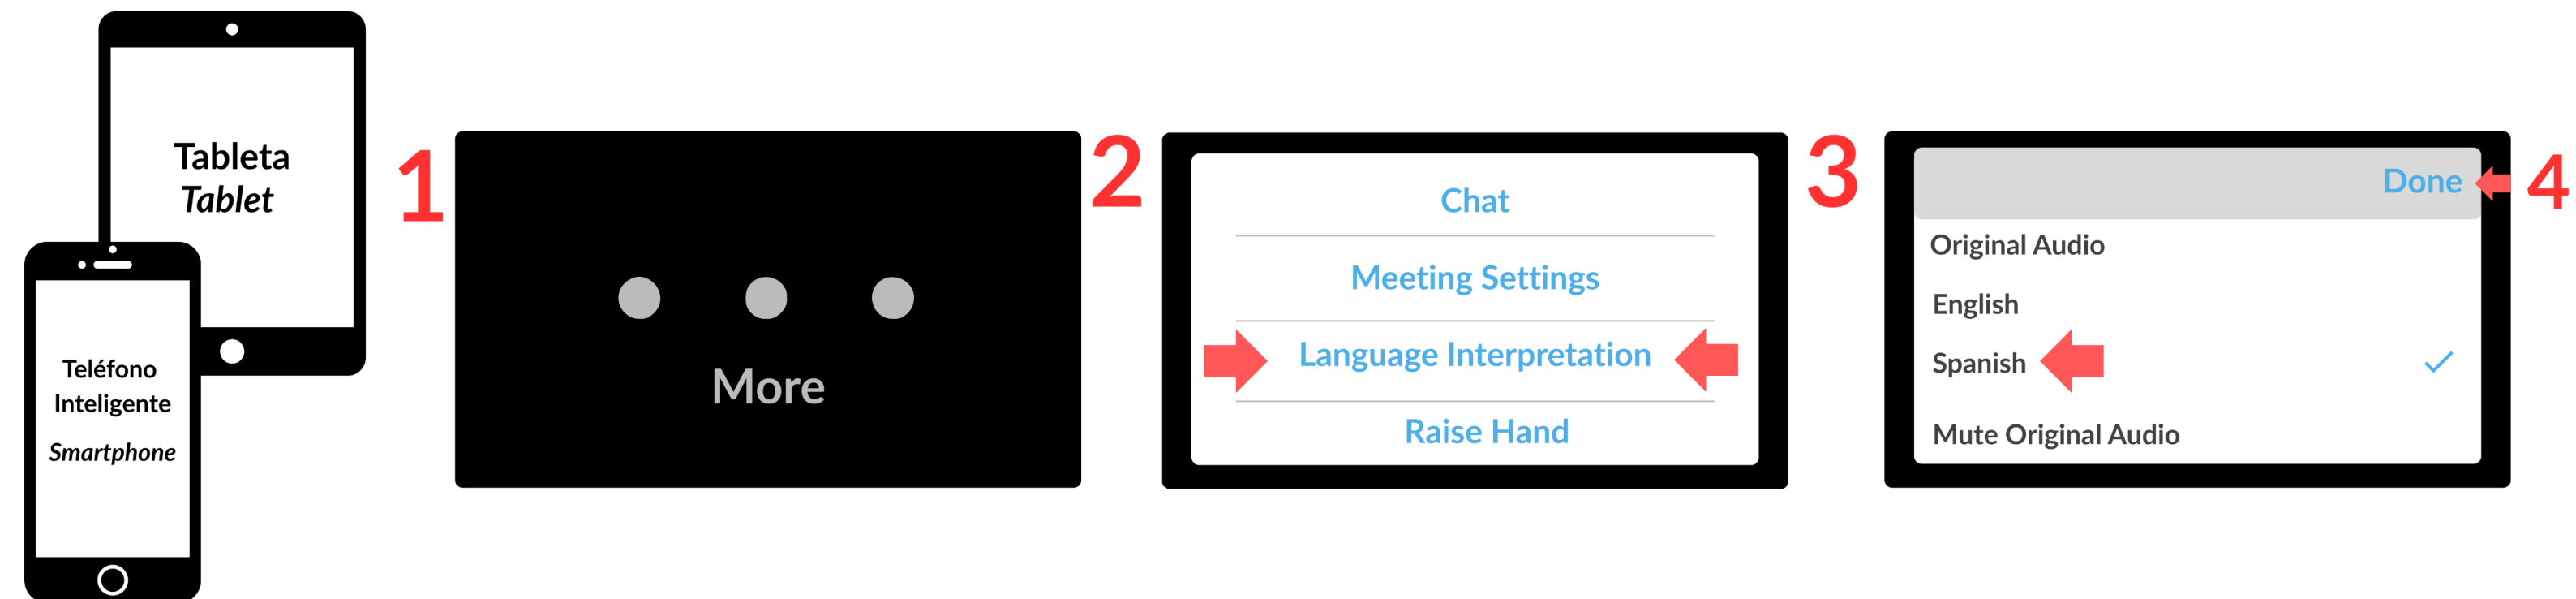 Tableta
Tablet
Teléfono
Inteligente
Smartphone
1
More
2
Chat
Meeting Settings
Language Interpretation
Raise Hand
3
Done
4
Original Audio
English
Spanish
Mute Original Audio